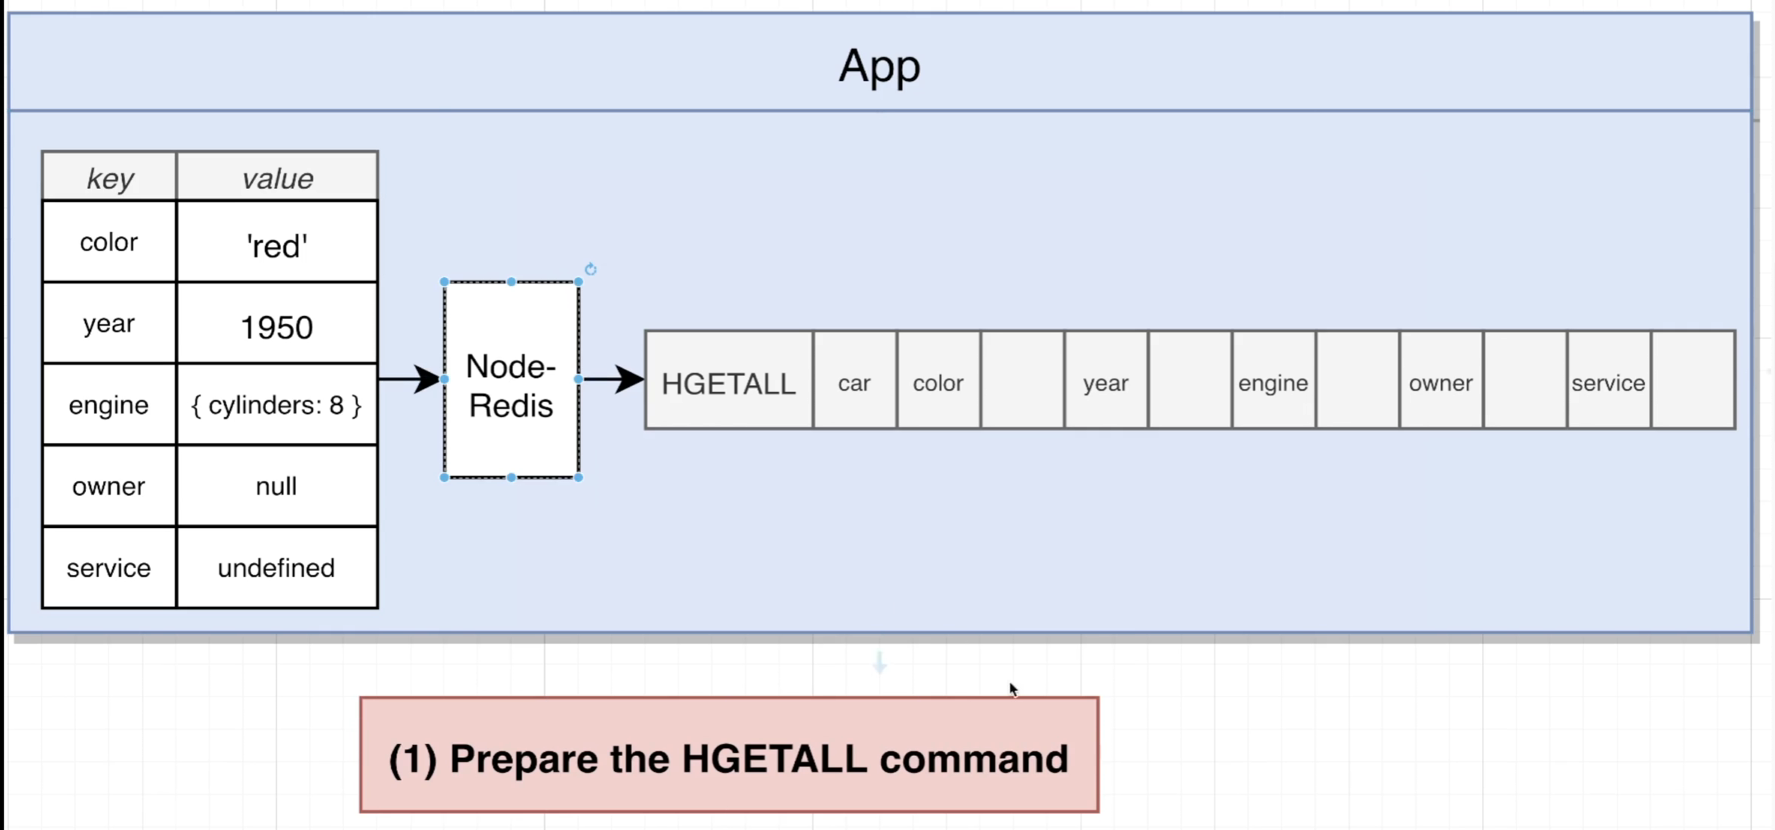 App
key value
color 'red'
year 1950
engine { cylinders: 8 }
owner null
service undefined
Node-
Redis
HGETALL car color year engine owner service
(1) Prepare the HGETALL command